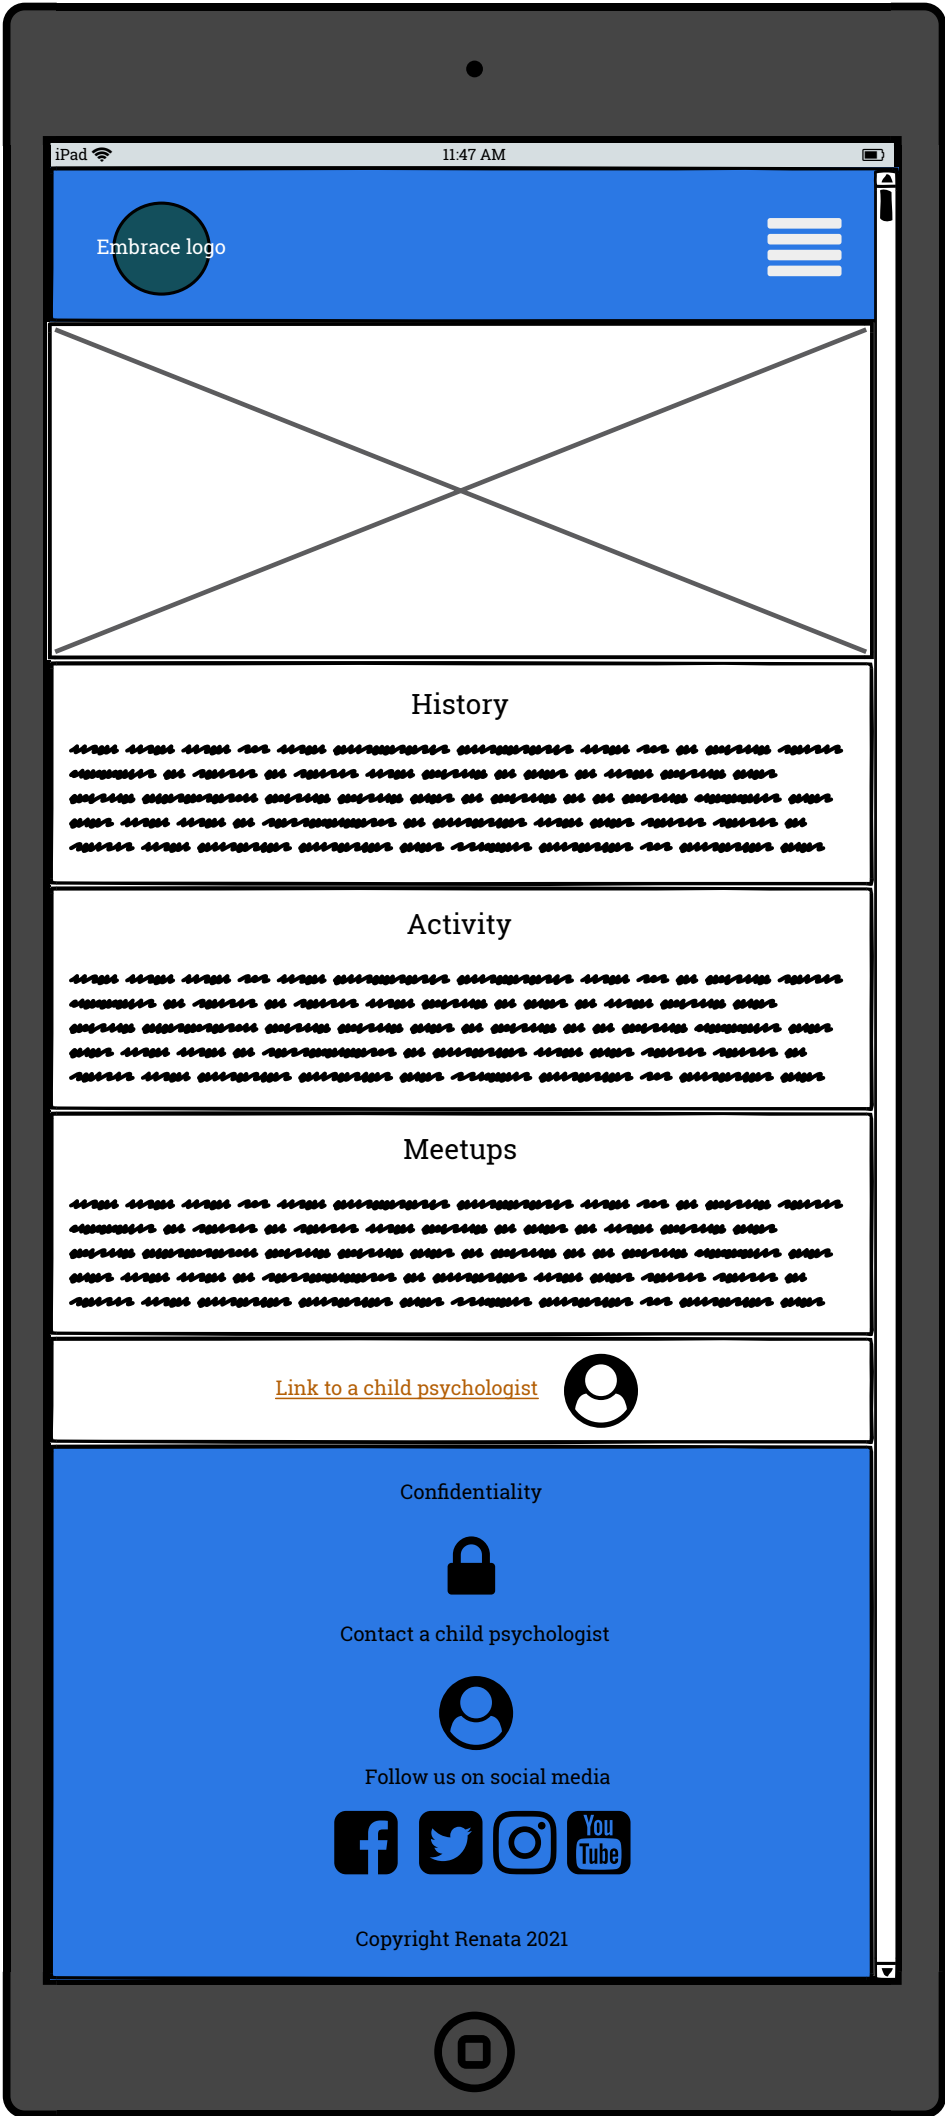 iPad
11:47 AM
Embrace logo
History
Activity
Meetups
Link to a child psychologist
Confidentiality
Contact a child psychologist
Follow us on social media
You
Tube
Copyright Renata 2021